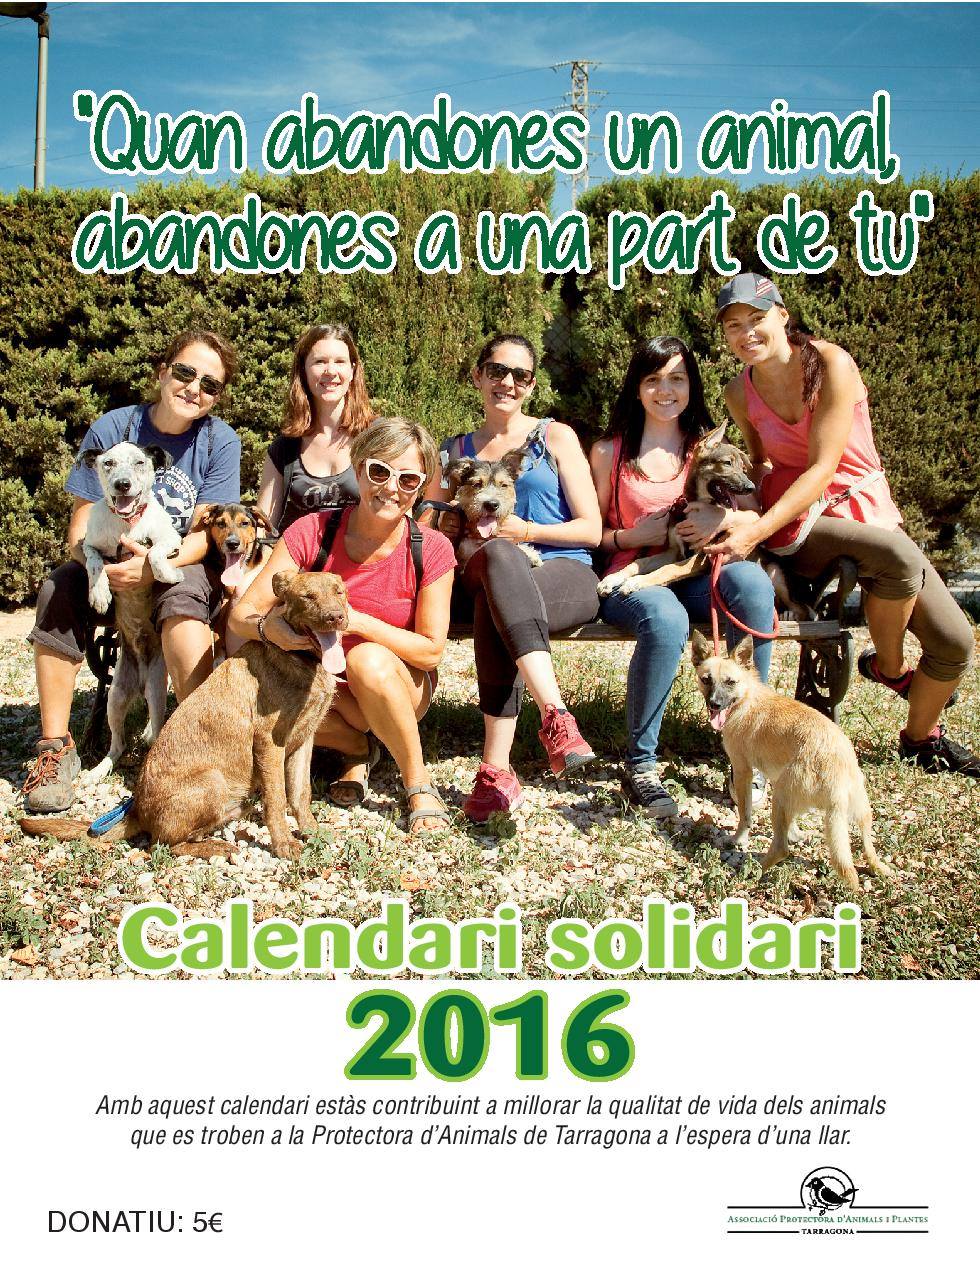 "Quan abandones un animal,
abandones a una part de tu"
Calendari solidari
2016
Amb aquest calendari estàs contribuint a millorar la qualitat de vida dels animals
que es troben a la Protectora d'Animals de Tarragona a l'espera d'una llar.
DONATIU: 5€
ASSOCIACIÓ PROTECTORA D'ANIMALS I PLANTES
TARRAGONA